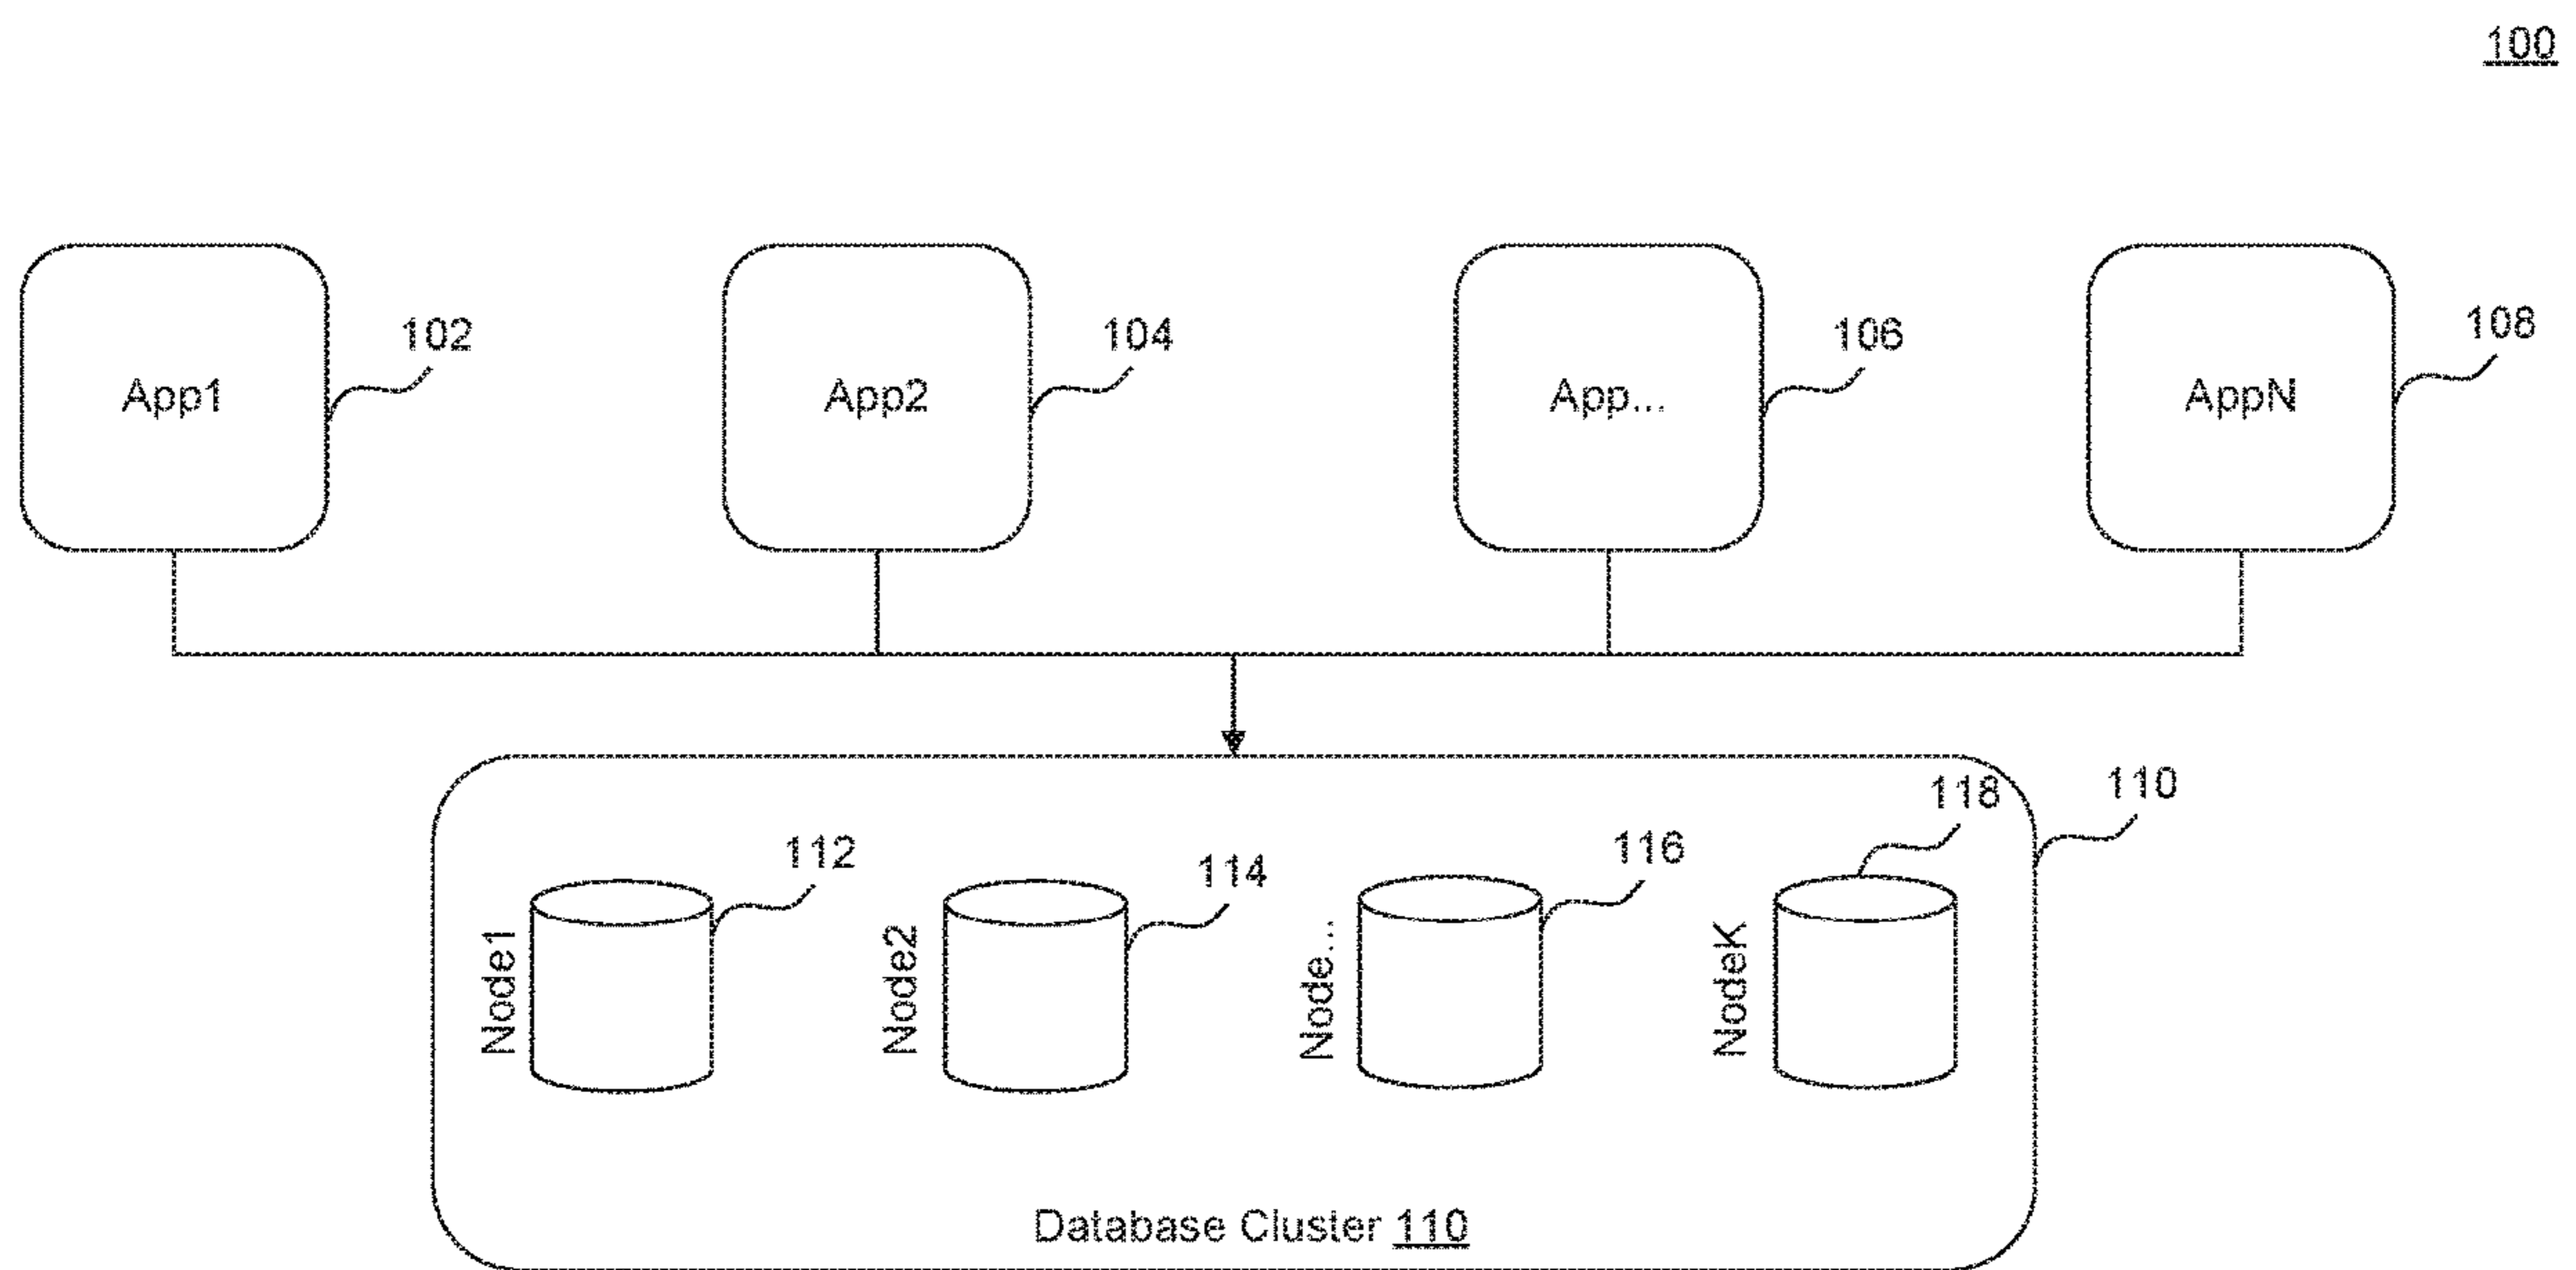 100
102
104
106
108
App1
App2
App...
AppN
110
118
112
114
116
Node1
Node2
Node...
NodeK
Database Cluster 110